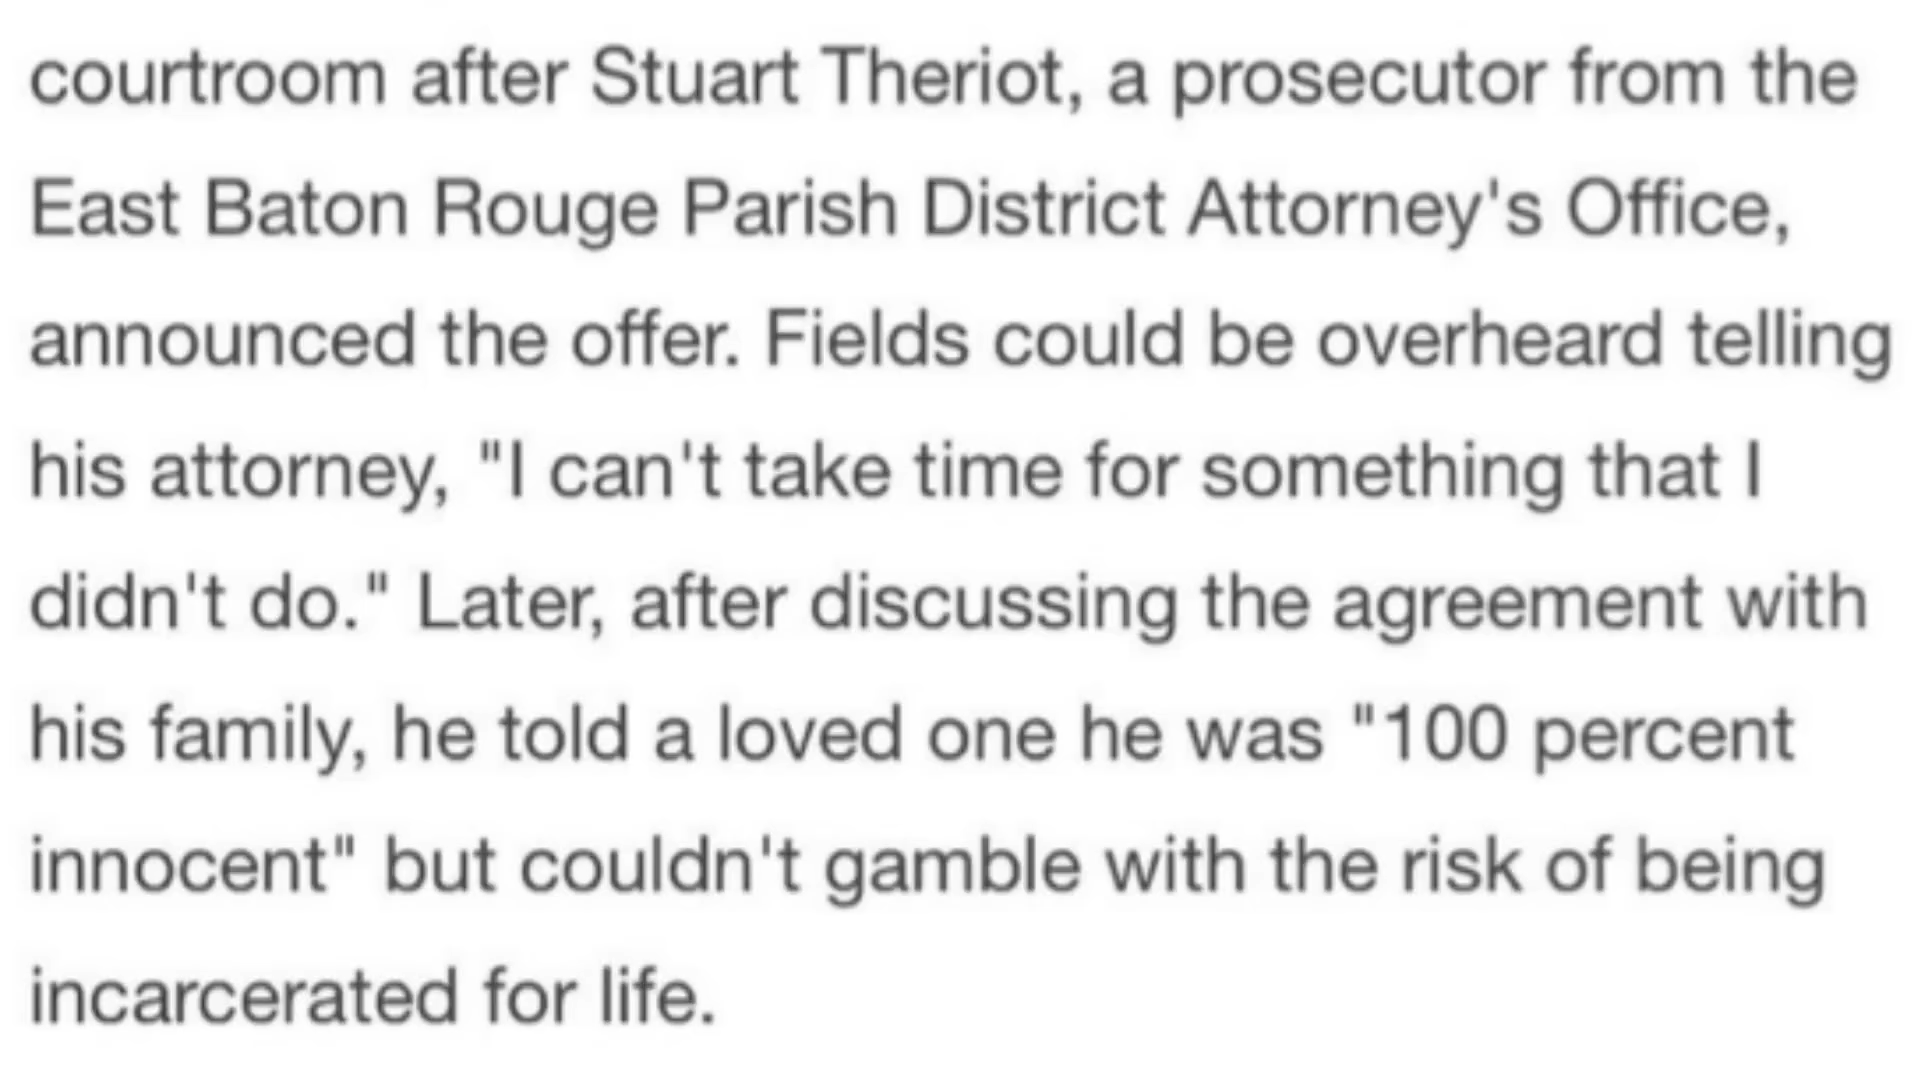 courtroom after Stuart Theriot, a prosecutor from the
East Baton Rouge Parish District Attorney's Office,
announced the offer. Fields could be overheard telling
his attorney, "I can't take time for something that I
didn't do." Later, after discussing the agreement with
his family, he told a loved one he was "100 percent
innocent" but couldn't gamble with the risk of being
incarcerated for life.